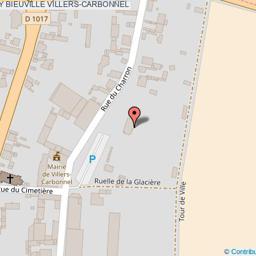 Y BIEUVILLE VILLERS-CARBONNEL
D 1017
Rue du Charron
Mairie
de Villers-
Carbonnel
P
Ruelle de la Glacière
ue du Cimetière
Tour de Ville
© Contribu